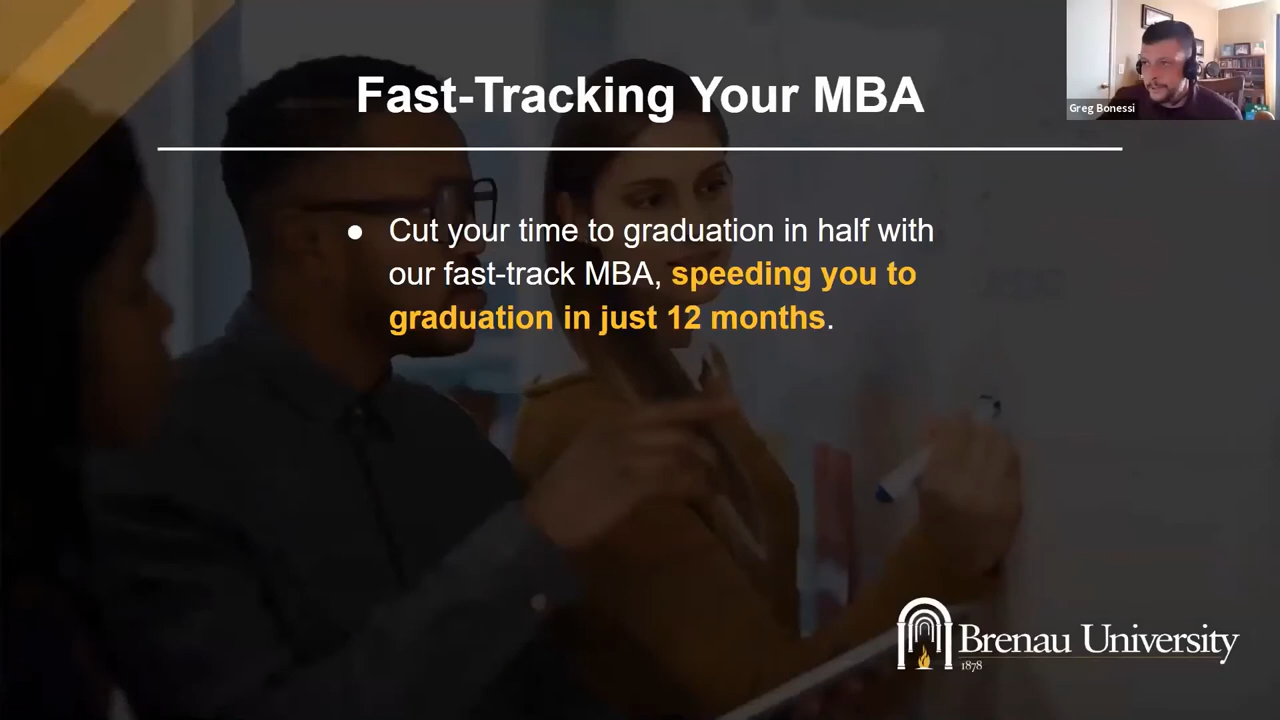 Fast-Tracking Your MBA
Greg Bonessi
● Cut your time to graduation in half with
our fast-track MBA, speeding you to
graduation in just 12 months.
Brenau University
1878